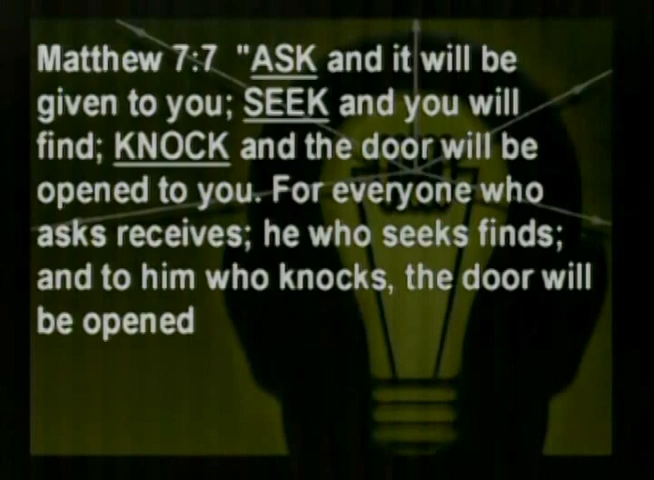 Matthew 7:7 "ASK and it will be
given to you; SEEK and you will
find; KNOCK and the door will be
opened to you. For everyone who
asks receives; he who seeks finds;
and to him who knocks, the door will
be opened